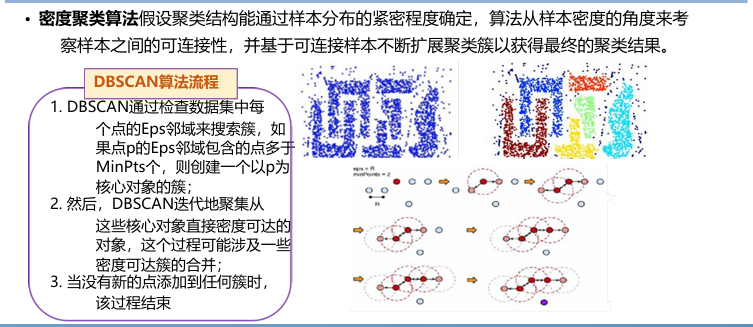 • 密度聚类算法假设聚类结构能通过样本分布的紧密程度确定，算法从样本密度的角度来考
察样本之间的可连接性，并基于可连接样本不断扩展聚类簇以获得最终的聚类结果。
DBSCAN算法流程
1. DBSCAN通过检查数据集中每
个点的Eps邻域来搜索簇，如
果点p的Eps邻域包含的点多于
MinPts个，则创建一个以p为
核心对象的簇；
2. 然后，DBSCAN迭代地聚集从
这些核心对象直接密度可达的
对象，这个过程可能涉及一些
密度可达簇的合并；
3. 当没有新的点添加到任何簇时，
该过程结束
eps = R
minPoints = 2
R